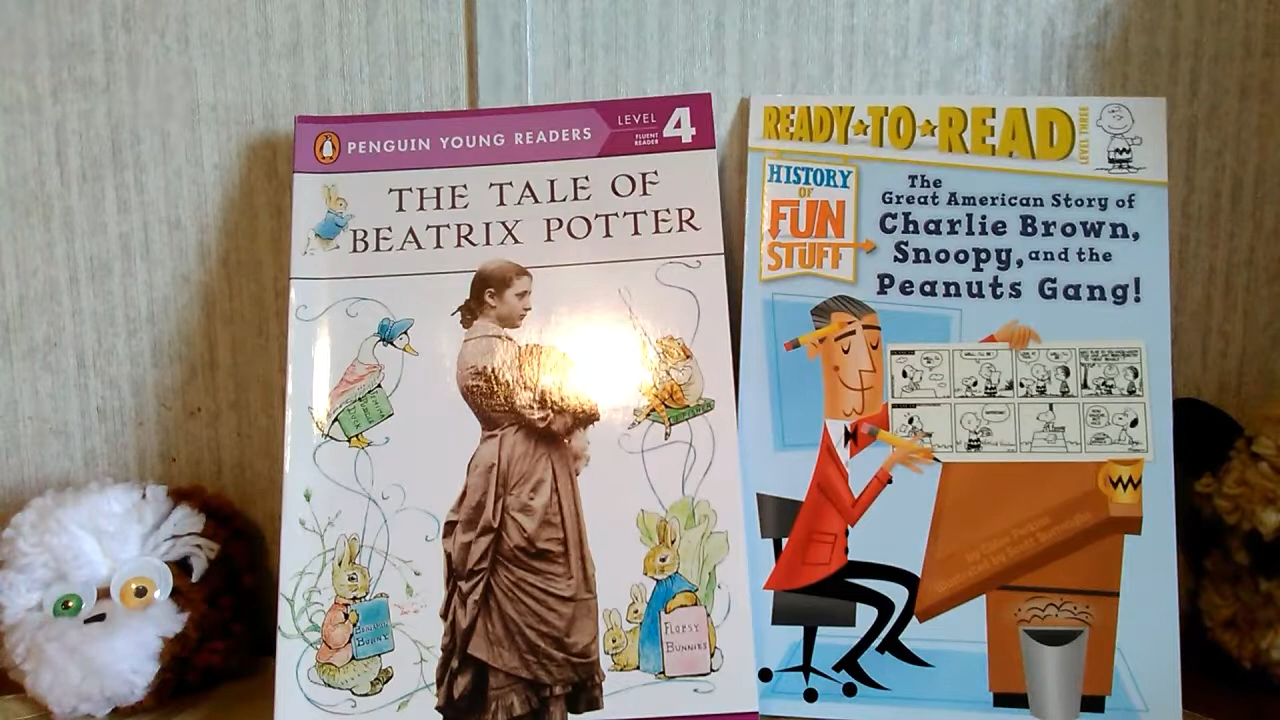 PENGUIN YOUNG READERS
LEVEL
4
FLUENT
READER
THE TALE OF
BEATRIX POTTER
BENJAMIN
BUNNY
FLOPSY
BUNNIES
READY-TO-READ
LEVEL THREE
HISTORY
OF
FUN
STUFF
The
Great American Story of
Charlie Brown,
Snoopy, and the
Peanuts Gang!